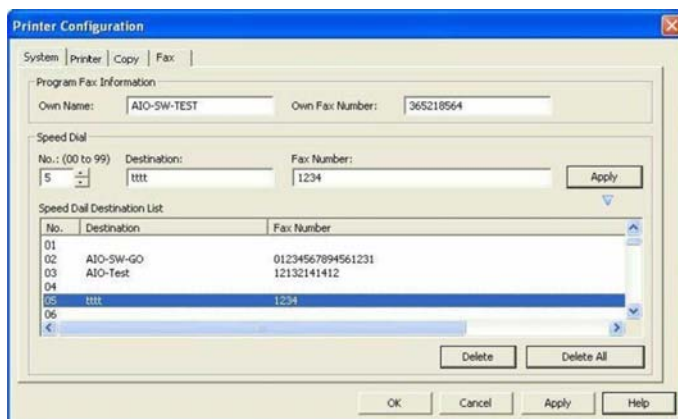 Printer Configuration
System Printer Copy Fax
Program Fax Information
Own Name: AIO-SW-TEST Own Fax Number: 365218564
Speed Dial
No.: (00 to 99) Destination: Fax Number:
5 tttt 1234 Apply
Speed Dail Destination List
No. Destination Fax Number
01
02 AIO-SW-GO 01234567894561231
03 AIO-Test 12132141412
04
05 tttt 1234
06
Delete Delete All
OK Cancel Apply Help